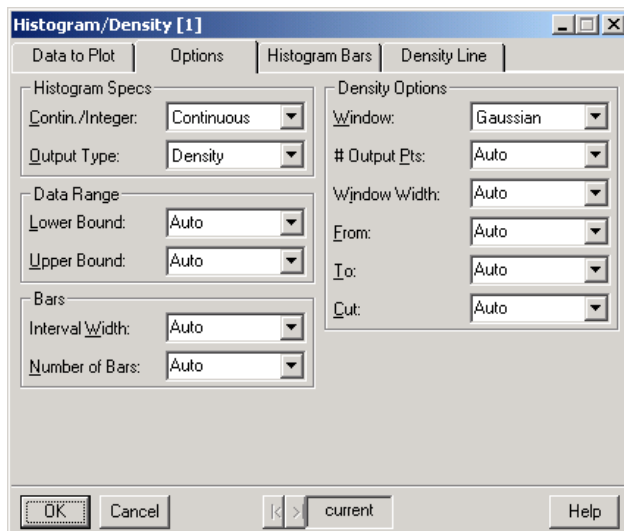 Histogram/Density [1]
Data to Plot Options Histogram Bars Density Line
Histogram Specs
Contin./Integer: Continuous
Output Type: Density
Data Range
Lower Bound: Auto
Upper Bound: Auto
Bars
Interval Width: Auto
Number of Bars: Auto
Density Options
Window: Gaussian
# Output Pts: Auto
Window Width: Auto
From: Auto
To: Auto
Cut: Auto
OK Cancel current Help